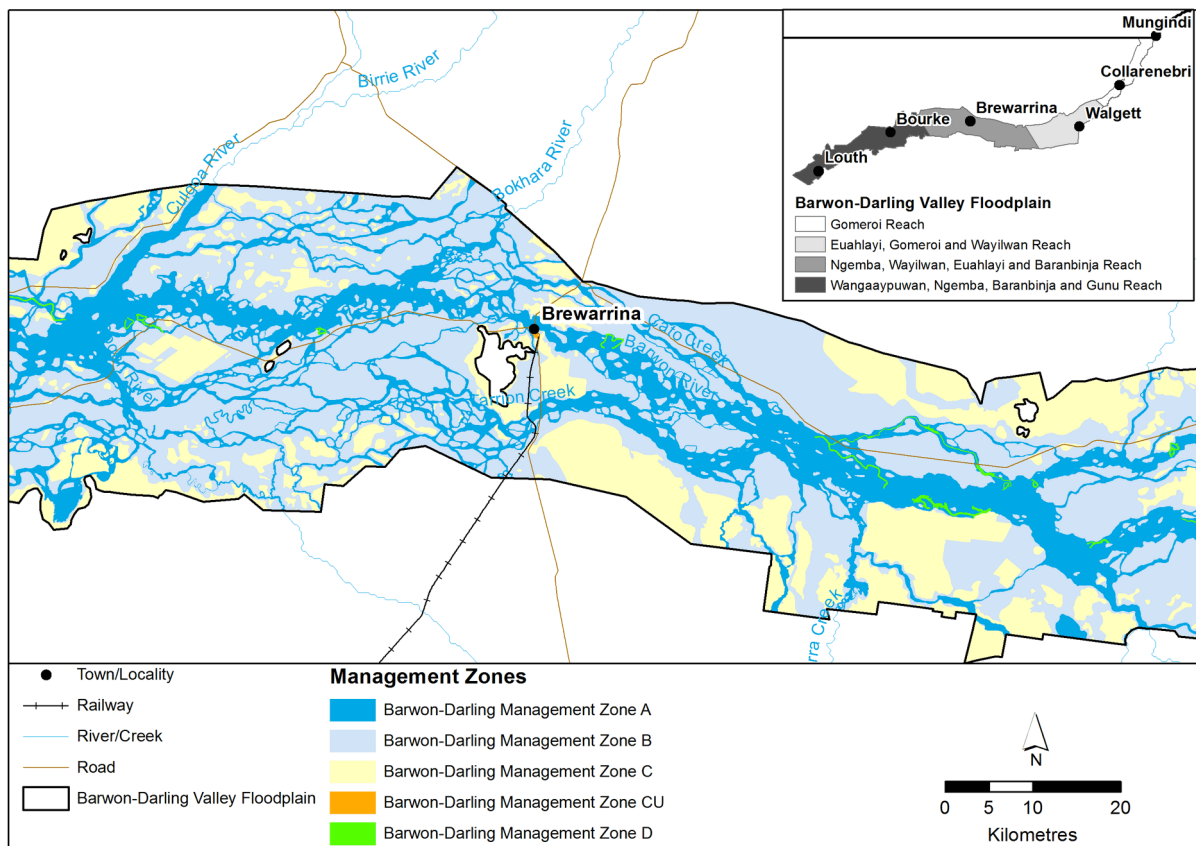 Mungindi
Collarenebri
Brewarrina
Bourke
Walgett
Louth
Barwon-Darling Valley Floodplain
Gomeroi Reach
Euahlayi, Gomeroi and Wayilwan Reach
Ngemba, Wayilwan, Euahlayi and Baranbinja Reach
Wangaaypuwan, Ngemba, Baranbinja and Gunu Reach
Birrie River
Culgoa River
Bokhara River
Brewarrina
Cato Creek
Barwon River
Tarrion Creek
River
rra Creek
Town/Locality
Railway
River/Creek
Road
Barwon-Darling Valley Floodplain
Management Zones
Barwon-Darling Management Zone A
Barwon-Darling Management Zone B
Barwon-Darling Management Zone C
Barwon-Darling Management Zone CU
Barwon-Darling Management Zone D
N
0 5 10 20
Kilometres